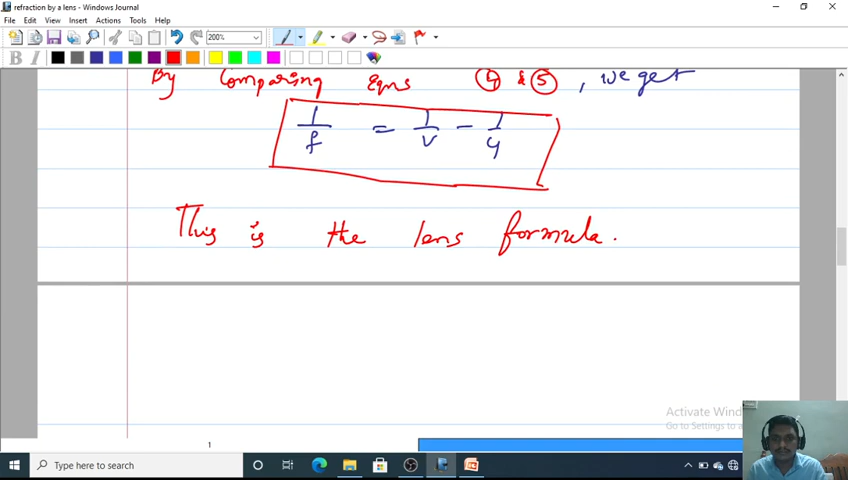 refraction by a lens - Windows Journal
File Edit View Insert Actions Tools Help
200%
B I
By Comparing Eqns 4 & 5, we get
1/f = 1/v - 1/u
This is the lens formula.
1
Activate Wind
Go to Settings to a
Type here to search